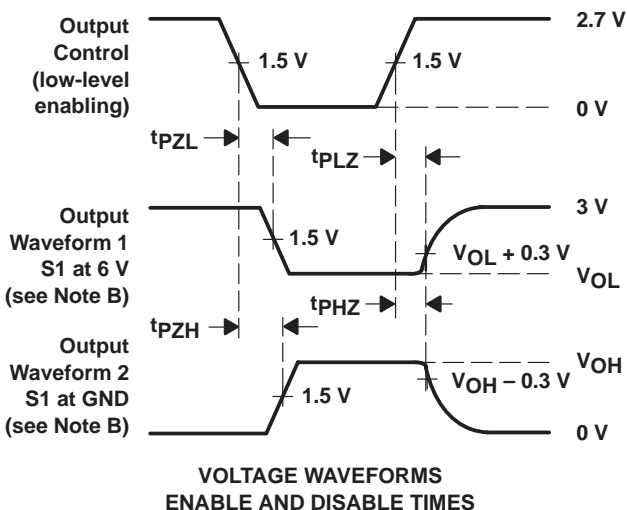 Output
Control
(low-level
enabling)
1.5 V
1.5 V
2.7 V
0 V
tPZL
tPLZ
Output
Waveform 1
S1 at 6 V
(see Note B)
1.5 V
3 V
VOL + 0.3 V
VOL
tPHZ
tPZH
Output
Waveform 2
S1 at GND
(see Note B)
1.5 V
VOH
VOH – 0.3 V
0 V
VOLTAGE WAVEFORMS
ENABLE AND DISABLE TIMES